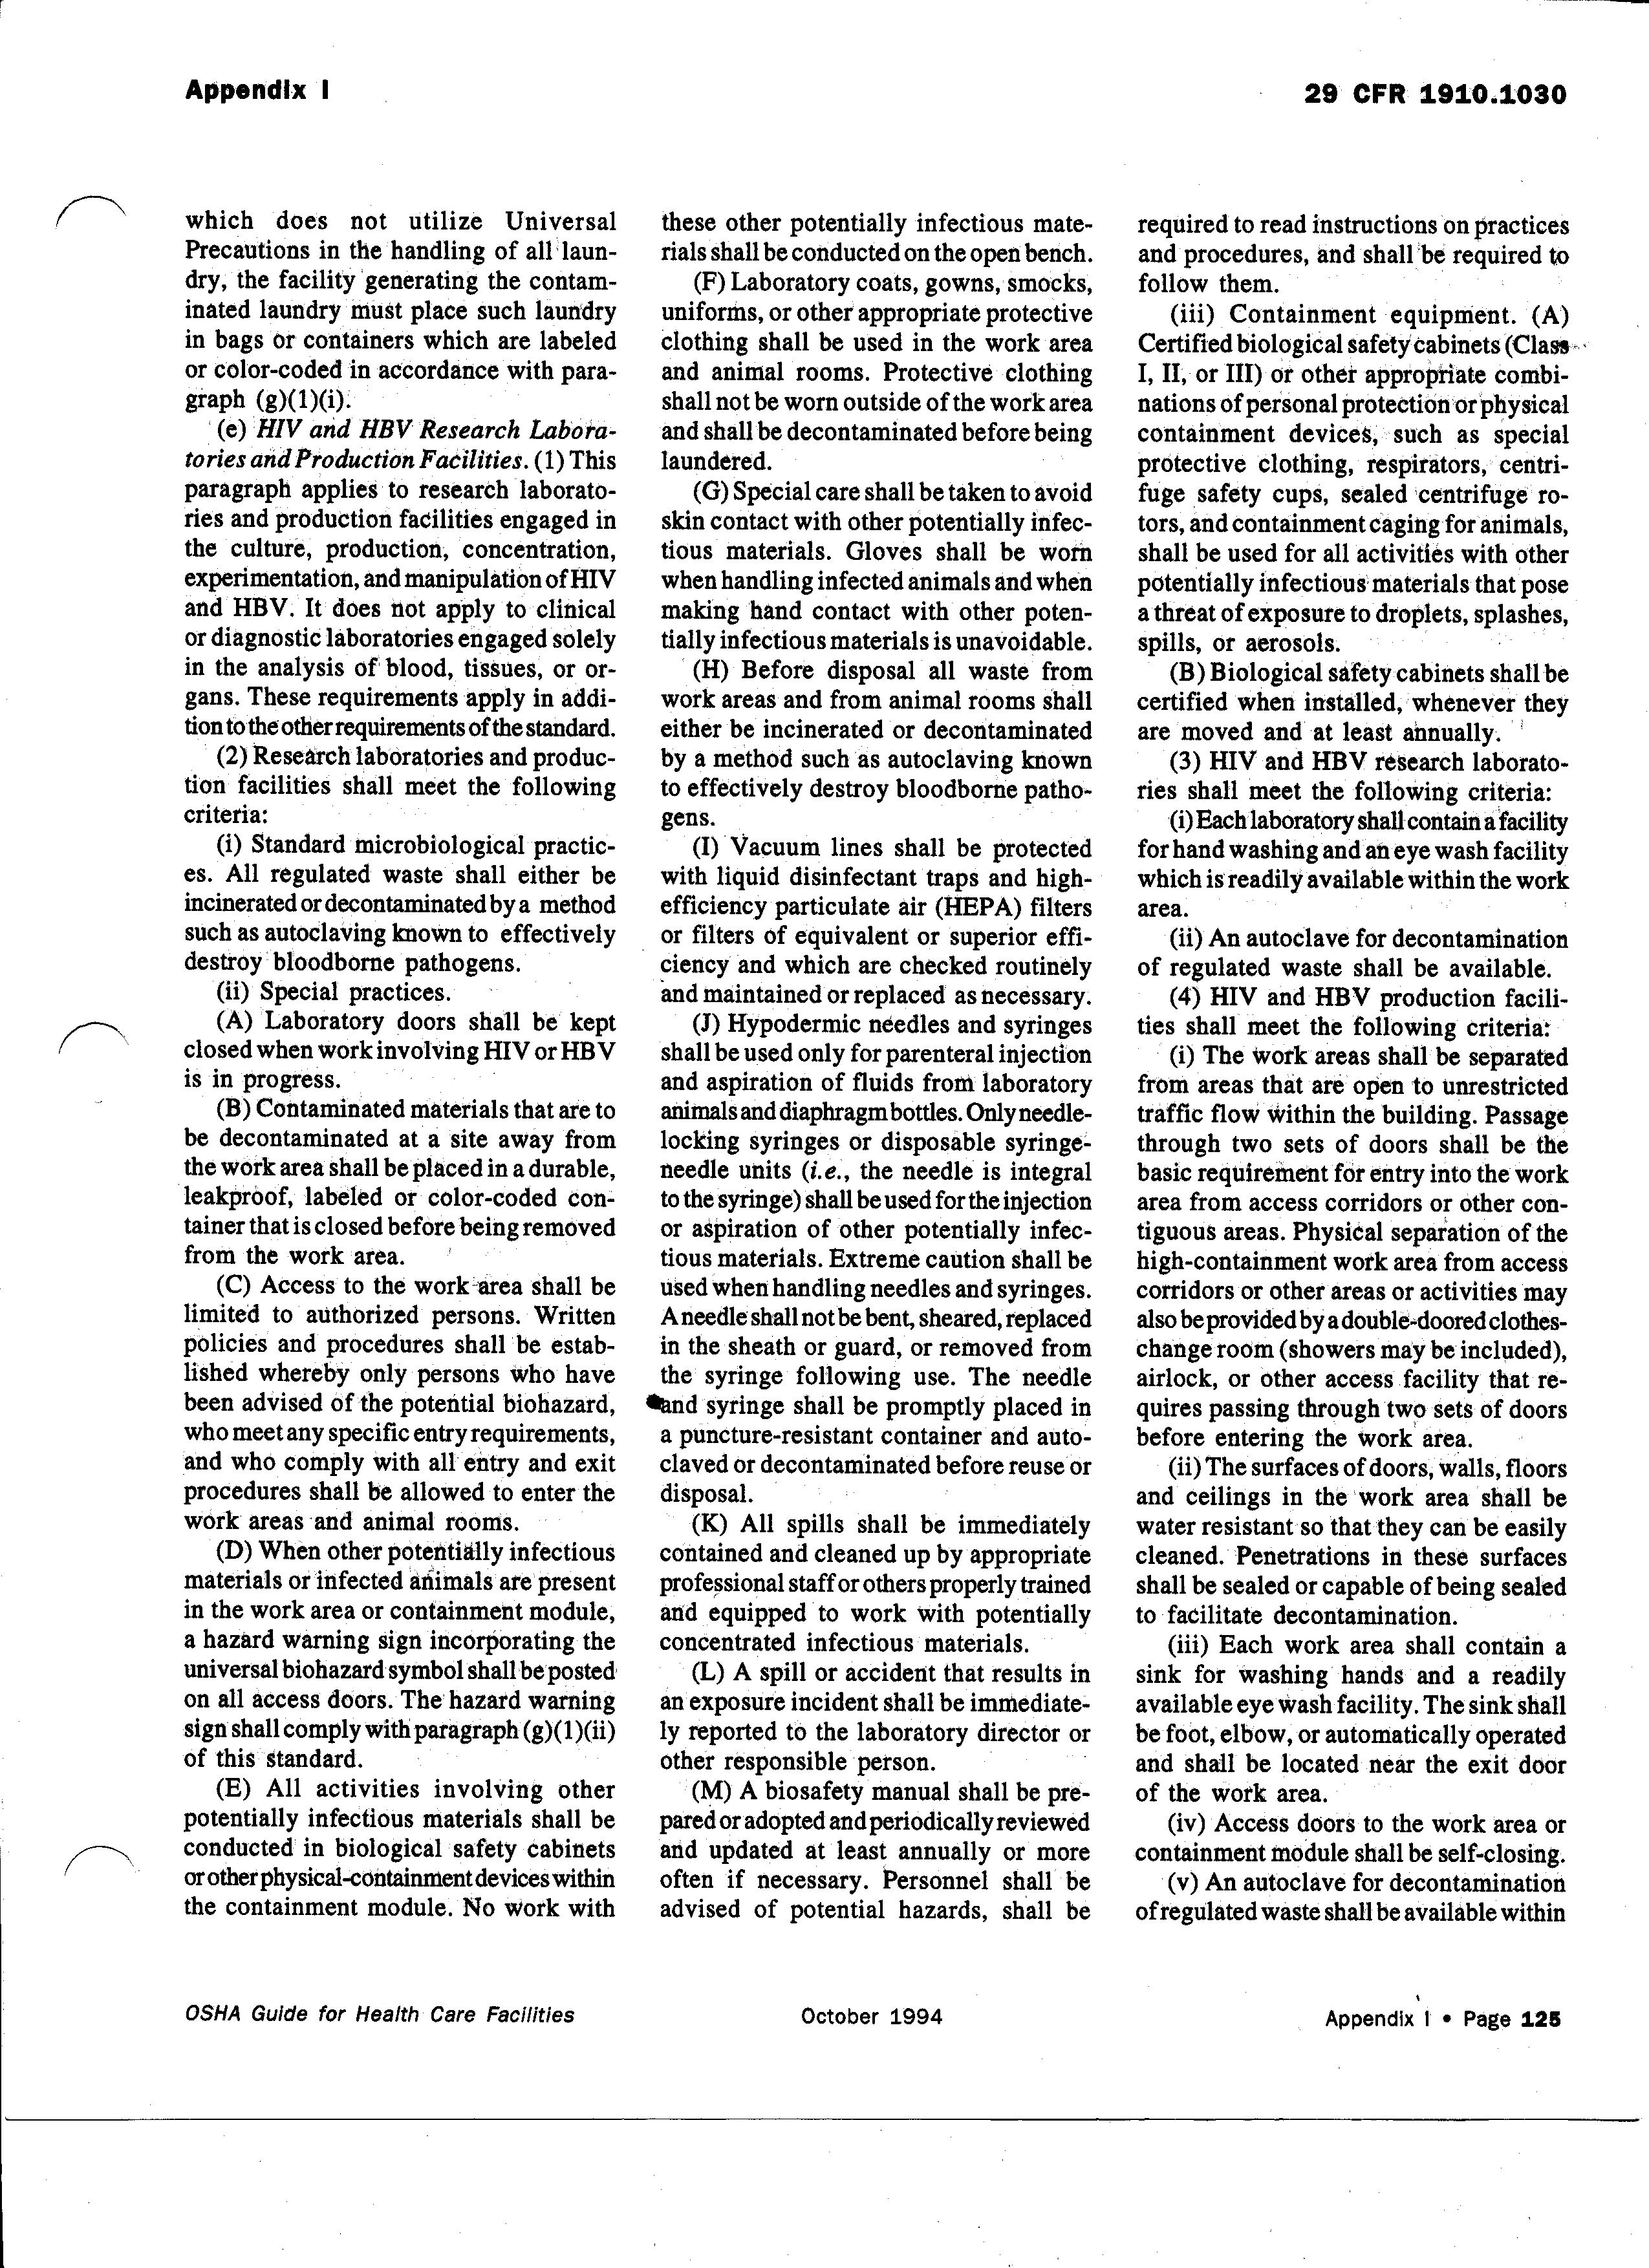 Appendix I
29 CFR 1910.1030
which does not utilize Universal
Precautions in the handling of all laun-
dry, the facility generating the contam-
inated laundry must place such laundry
in bags or containers which are labeled
or color-coded in accordance with para-
graph (g)(1)(i).
(e) HIV and HBV Research Labora-
tories and Production Facilities. (1) This
paragraph applies to research laborato-
ries and production facilities engaged in
the culture, production, concentration,
experimentation, and manipulation of HIV
and HBV. It does not apply to clinical
or diagnostic laboratories engaged solely
in the analysis of blood, tissues, or or-
gans. These requirements apply in addi-
tion to the other requirements of the standard.
(2) Research laboratories and produc-
tion facilities shall meet the following
criteria:
(i) Standard microbiological practic-
es. All regulated waste shall either be
incinerated or decontaminated by a method
such as autoclaving known to effectively
destroy bloodborne pathogens.
(ii) Special practices.
(A) Laboratory doors shall be kept
closed when work involving HIV or HBV
is in progress.
(B) Contaminated materials that are to
be decontaminated at a site away from
the work area shall be placed in a durable,
leakproof, labeled or color-coded con-
tainer that is closed before being removed
from the work area.
(C) Access to the work area shall be
limited to authorized persons. Written
policies and procedures shall be estab-
lished whereby only persons who have
been advised of the potential biohazard,
who meet any specific entry requirements,
and who comply with all entry and exit
procedures shall be allowed to enter the
work areas and animal rooms.
(D) When other potentially infectious
materials or infected animals are present
in the work area or containment module,
a hazard warning sign incorporating the
universal biohazard symbol shall be posted
on all access doors. The hazard warning
sign shall comply with paragraph (g)(1)(ii)
of this standard.
(E) All activities involving other
potentially infectious materials shall be
conducted in biological safety cabinets
or other physical-containment devices within
the containment module. No work with
these other potentially infectious mate-
rials shall be conducted on the open bench.
(F) Laboratory coats, gowns, smocks,
uniforms, or other appropriate protective
clothing shall be used in the work area
and animal rooms. Protective clothing
shall not be worn outside of the work area
and shall be decontaminated before being
laundered.
(G) Special care shall be taken to avoid
skin contact with other potentially infec-
tious materials. Gloves shall be worn
when handling infected animals and when
making hand contact with other poten-
tially infectious materials is unavoidable.
(H) Before disposal all waste from
work areas and from animal rooms shall
either be incinerated or decontaminated
by a method such as autoclaving known
to effectively destroy bloodborne patho-
gens.
(I) Vacuum lines shall be protected
with liquid disinfectant traps and high-
efficiency particulate air (HEPA) filters
or filters of equivalent or superior effi-
ciency and which are checked routinely
and maintained or replaced as necessary.
(J) Hypodermic needles and syringes
shall be used only for parenteral injection
and aspiration of fluids from laboratory
animals and diaphragm bottles. Only needle-
locking syringes or disposable syringe-
needle units (i.e., the needle is integral
to the syringe) shall be used for the injection
or aspiration of other potentially infec-
tious materials. Extreme caution shall be
used when handling needles and syringes.
A needle shall not be bent, sheared, replaced
in the sheath or guard, or removed from
the syringe following use. The needle
and syringe shall be promptly placed in
a puncture-resistant container and auto-
claved or decontaminated before reuse or
disposal.
(K) All spills shall be immediately
contained and cleaned up by appropriate
professional staff or others properly trained
and equipped to work with potentially
concentrated infectious materials.
(L) A spill or accident that results in
an exposure incident shall be immediate-
ly reported to the laboratory director or
other responsible person.
(M) A biosafety manual shall be pre-
pared or adopted and periodically reviewed
and updated at least annually or more
often if necessary. Personnel shall be
advised of potential hazards, shall be
required to read instructions on practices
and procedures, and shall be required to
follow them.
(iii) Containment equipment. (A)
Certified biological safety cabinets (Class
I, II, or III) or other appropriate combi-
nations of personal protection or physical
containment devices, such as special
protective clothing, respirators, centri-
fuge safety cups, sealed centrifuge ro-
tors, and containment caging for animals,
shall be used for all activities with other
potentially infectious materials that pose
a threat of exposure to droplets, splashes,
spills, or aerosols.
(B) Biological safety cabinets shall be
certified when installed, whenever they
are moved and at least annually.
(3) HIV and HBV research laborato-
ries shall meet the following criteria:
(i) Each laboratory shall contain a facility
for hand washing and an eye wash facility
which is readily available within the work
area.
(ii) An autoclave for decontamination
of regulated waste shall be available.
(4) HIV and HBV production facili-
ties shall meet the following criteria:
(i) The work areas shall be separated
from areas that are open to unrestricted
traffic flow within the building. Passage
through two sets of doors shall be the
basic requirement for entry into the work
area from access corridors or other con-
tiguous areas. Physical separation of the
high-containment work area from access
corridors or other areas or activities may
also be provided by a double-doored clothes-
change room (showers may be included),
airlock, or other access facility that re-
quires passing through two sets of doors
before entering the work area.
(ii) The surfaces of doors, walls, floors
and ceilings in the work area shall be
water resistant so that they can be easily
cleaned. Penetrations in these surfaces
shall be sealed or capable of being sealed
to facilitate decontamination.
(iii) Each work area shall contain a
sink for washing hands and a readily
available eye wash facility. The sink shall
be foot, elbow, or automatically operated
and shall be located near the exit door
of the work area.
(iv) Access doors to the work area or
containment module shall be self-closing.
(v) An autoclave for decontamination
of regulated waste shall be available within
OSHA Guide for Health Care Facilities
October 1994
Appendix I • Page 125